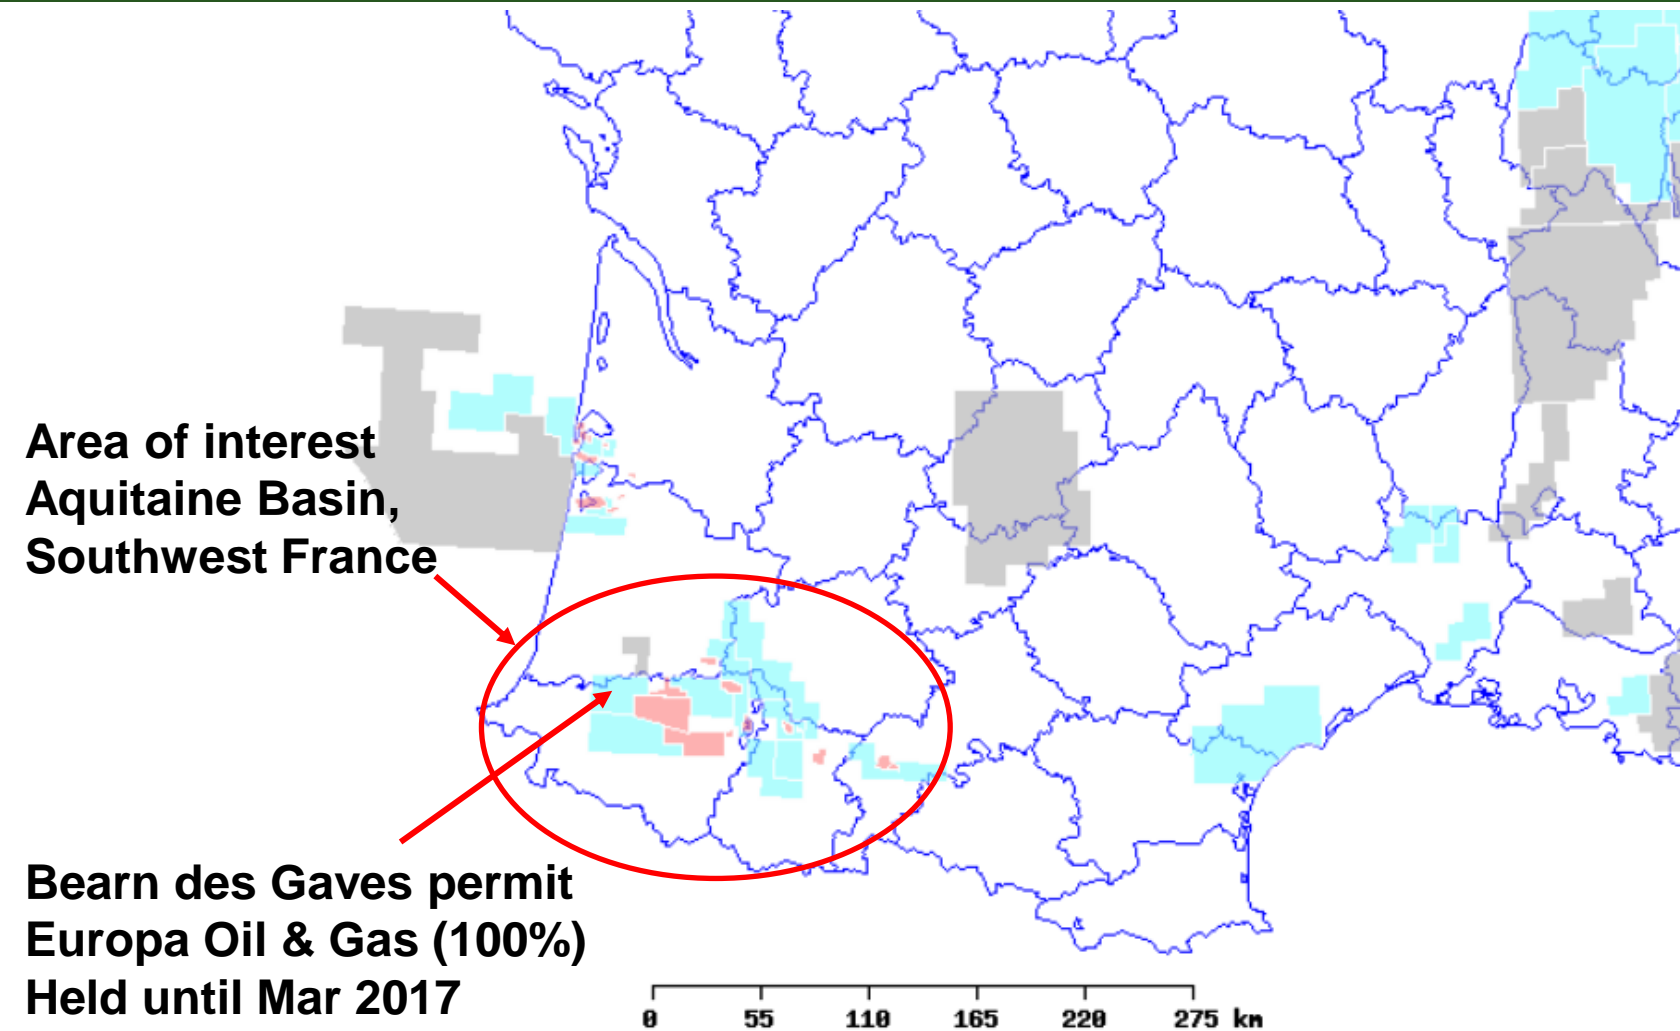 Area of interest
Aquitaine Basin,
Southwest France
Bearn des Gaves permit
Europa Oil & Gas (100%)
Held until Mar 2017
0 55 110 165 220 275 km